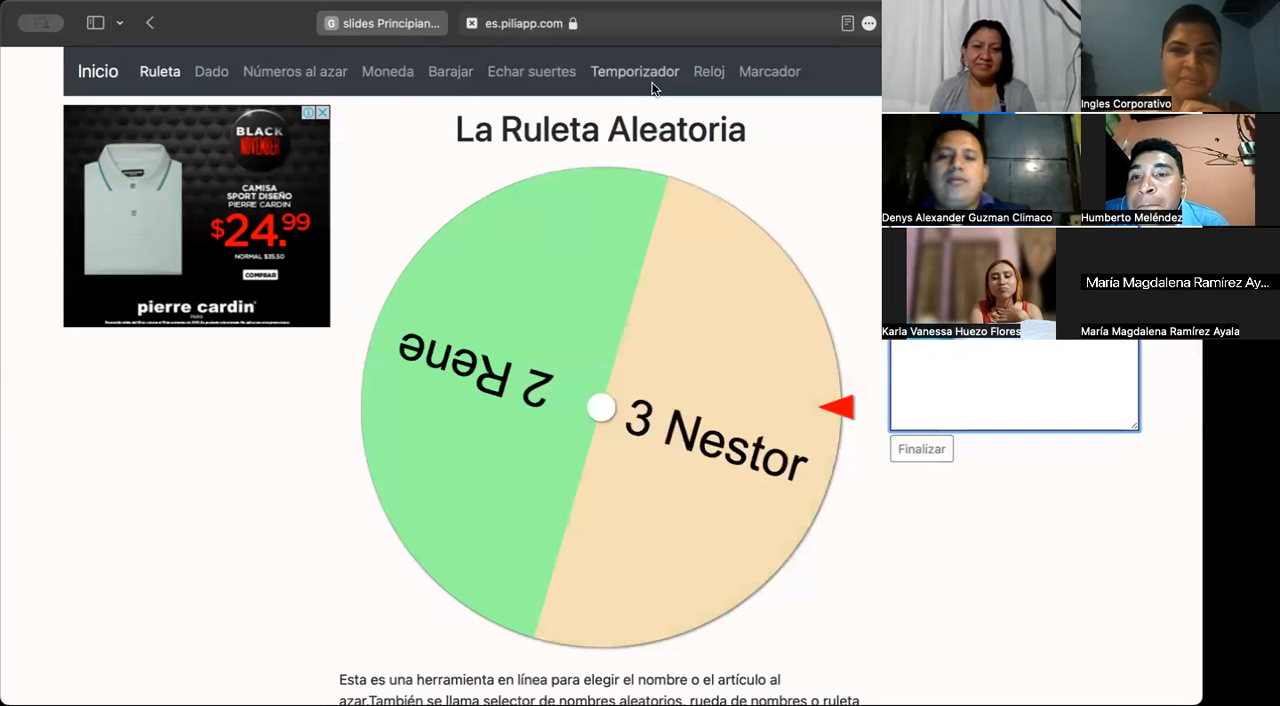 slides Principian...
es.piliapp.com
Inicio
Ruleta
Dado
Números al azar
Moneda
Barajar
Echar suertes
Temporizador
Reloj
Marcador
La Ruleta Aleatoria
BLACK
NOVEMBER
CAMISA
SPORT DISEÑO
PIERRE CARDIN
$24.99
NORMAL $35.50
COMPRAR
pierre cardin
PARIS
2 Rene
3 Nestor
Ingles Corporativo
Denys Alexander Guzman Climaco
Humberto Meléndez
Karla Vanessa Huezo Flores
María Magdalena Ramírez Ay...
María Magdalena Ramírez Ayala
Finalizar
Esta es una herramienta en línea para elegir el nombre o el artículo al
azar.También se llama selector de nombres aleatorios, rueda de nombres o ruleta